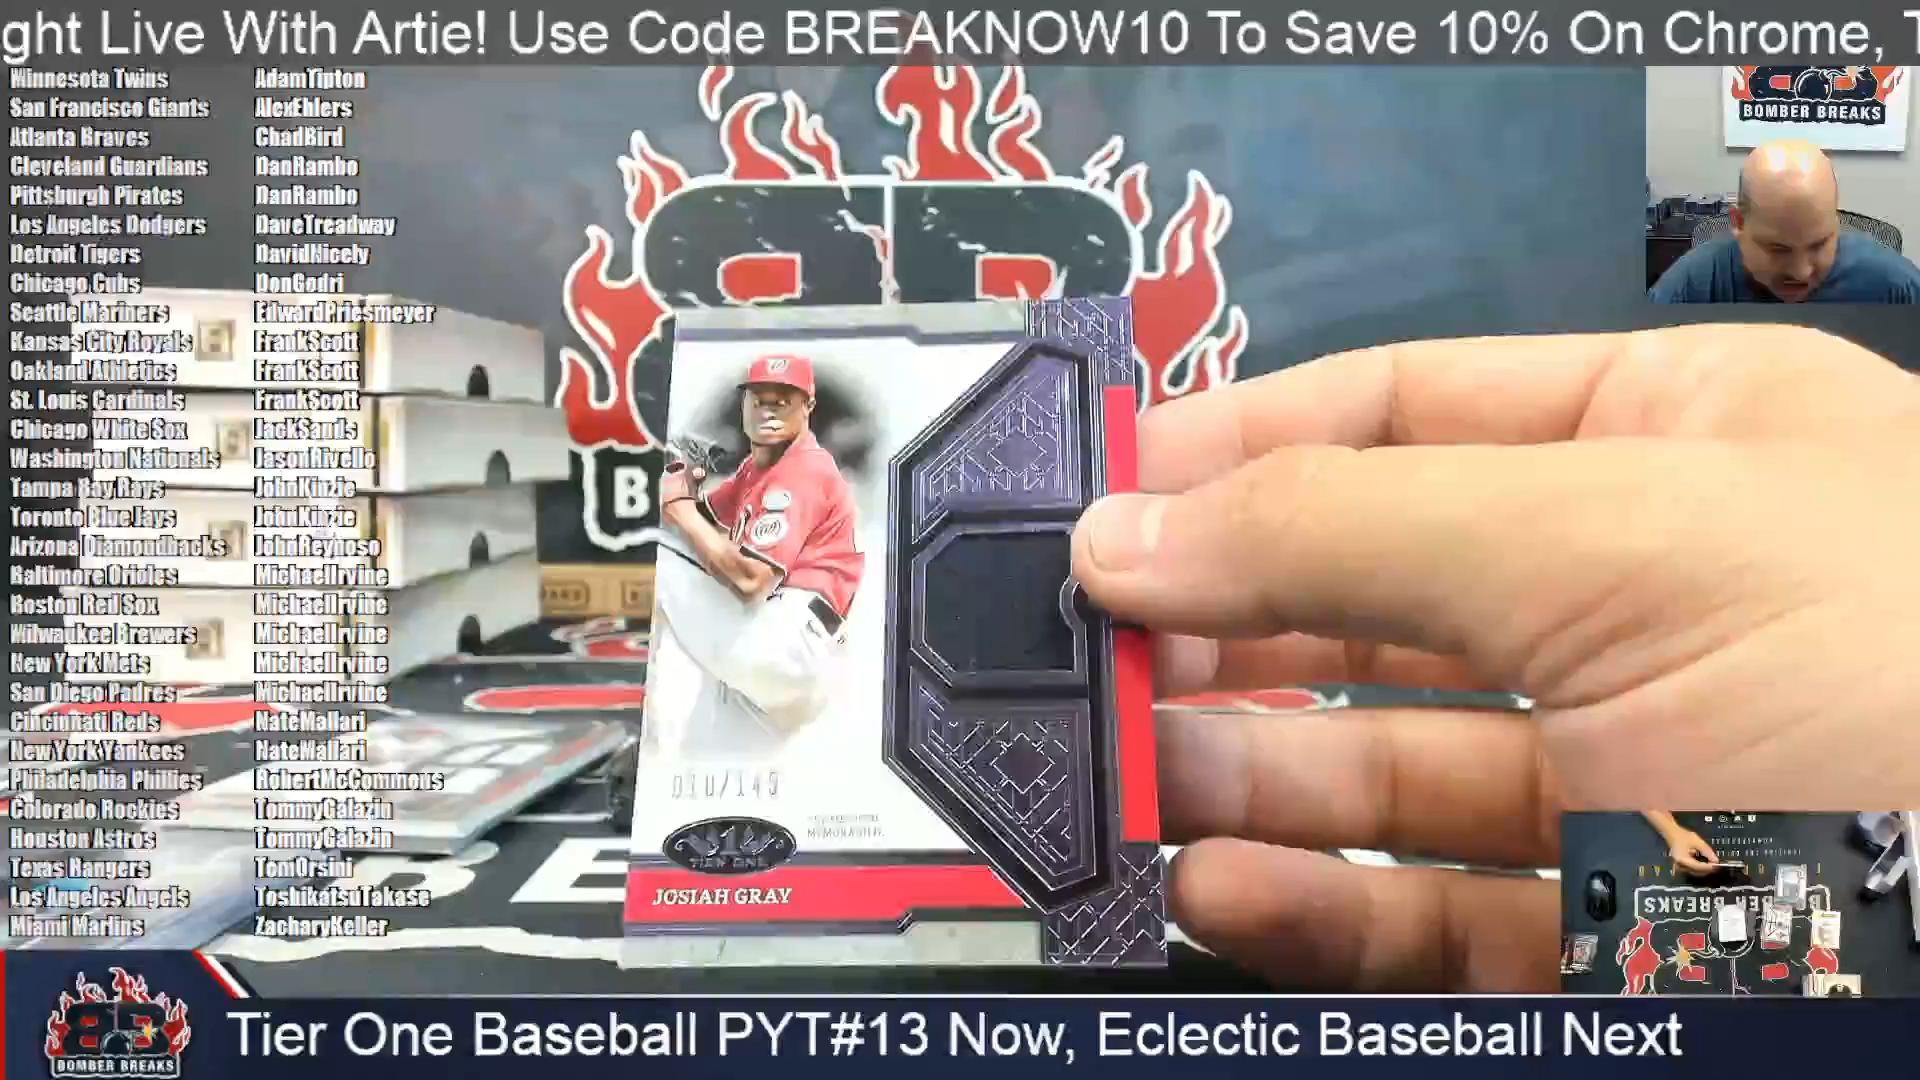 ght Live With Artie! Use Code BREAKNOW10 To Save 10% On Chrome, T
Minnesota Twins AdamTipton
San Francisco Giants AlexEhlers
Atlanta Braves ChadBird
Cleveland Guardians DanRambo
Pittsburgh Pirates DanRambo
Los Angeles Dodgers DaveTreadway
Detroit Tigers DavidNicely
Chicago Cubs DonGodri
Seattle Mariners EdwardPriesmeyer
Kansas City Royals FrankScott
Oakland Athletics FrankScott
St. Louis Cardinals FrankScott
Chicago White Sox JackSands
Washington Nationals JasonRivello
Tampa Bay Rays JohnKinzie
Toronto Blue Jays JohnKinzie
Arizona Diamondbacks JohnReynoso
Baltimore Orioles MichaelIrvine
Boston Red Sox MichaelIrvine
Milwaukee Brewers MichaelIrvine
New York Mets MichaelIrvine
San Diego Padres MichaelIrvine
Cincinnati Reds NateMallari
New York Yankees NateMallari
Philadelphia Phillies RobertMcCommons
Colorado Rockies TommyGalazin
Houston Astros TommyGalazin
Texas Rangers TomOrsini
Los Angeles Angels ToshikatsuTakase
Miami Marlins ZacharyKeller
BOMBER BREAKS
B
010/149
MEMORABILIA
TIER ONE
JOSIAH GRAY
BE
BOMBER BREAKS
BOMBER BREAKS
Tier One Baseball PYT#13 Now, Eclectic Baseball Next